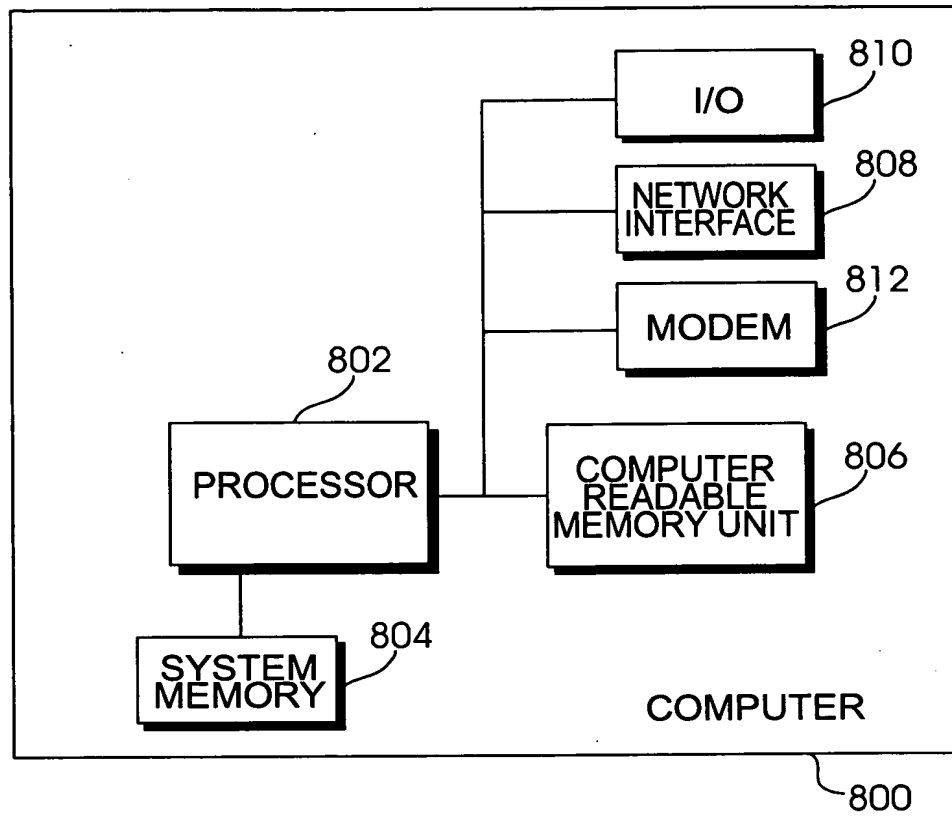 810
I/O
808
NETWORK
INTERFACE
812
MODEM
802
PROCESSOR
806
COMPUTER
READABLE
MEMORY UNIT
804
SYSTEM
MEMORY
COMPUTER
800